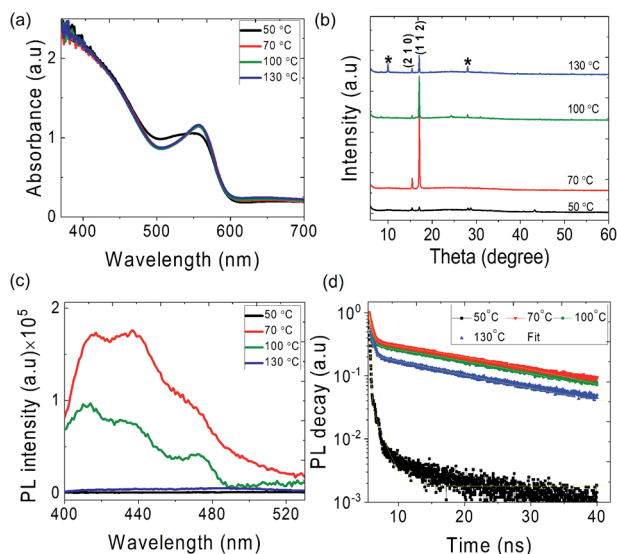 (a)
2
1
0
400
500
600
700
Absorbance (a.u)
Wavelength (nm)
50 °C
70 °C
100 °C
130 °C
(b)
Intensity (a.u)
*
(2 1 0)
(1 1 2)
*
130 °C
100 °C
70 °C
50 °C
10
20
30
40
50
60
Theta (degree)
(c)
PL intensity (a.u)×10⁵
2
1
0
400
440
480
520
Wavelength (nm)
50 °C
70 °C
100 °C
130 °C
(d)
PL decay (a.u)
10⁰
10⁻¹
10⁻²
10⁻³
10
20
30
40
Time (ns)
50°C
70°C
100°C
130°C
Fit